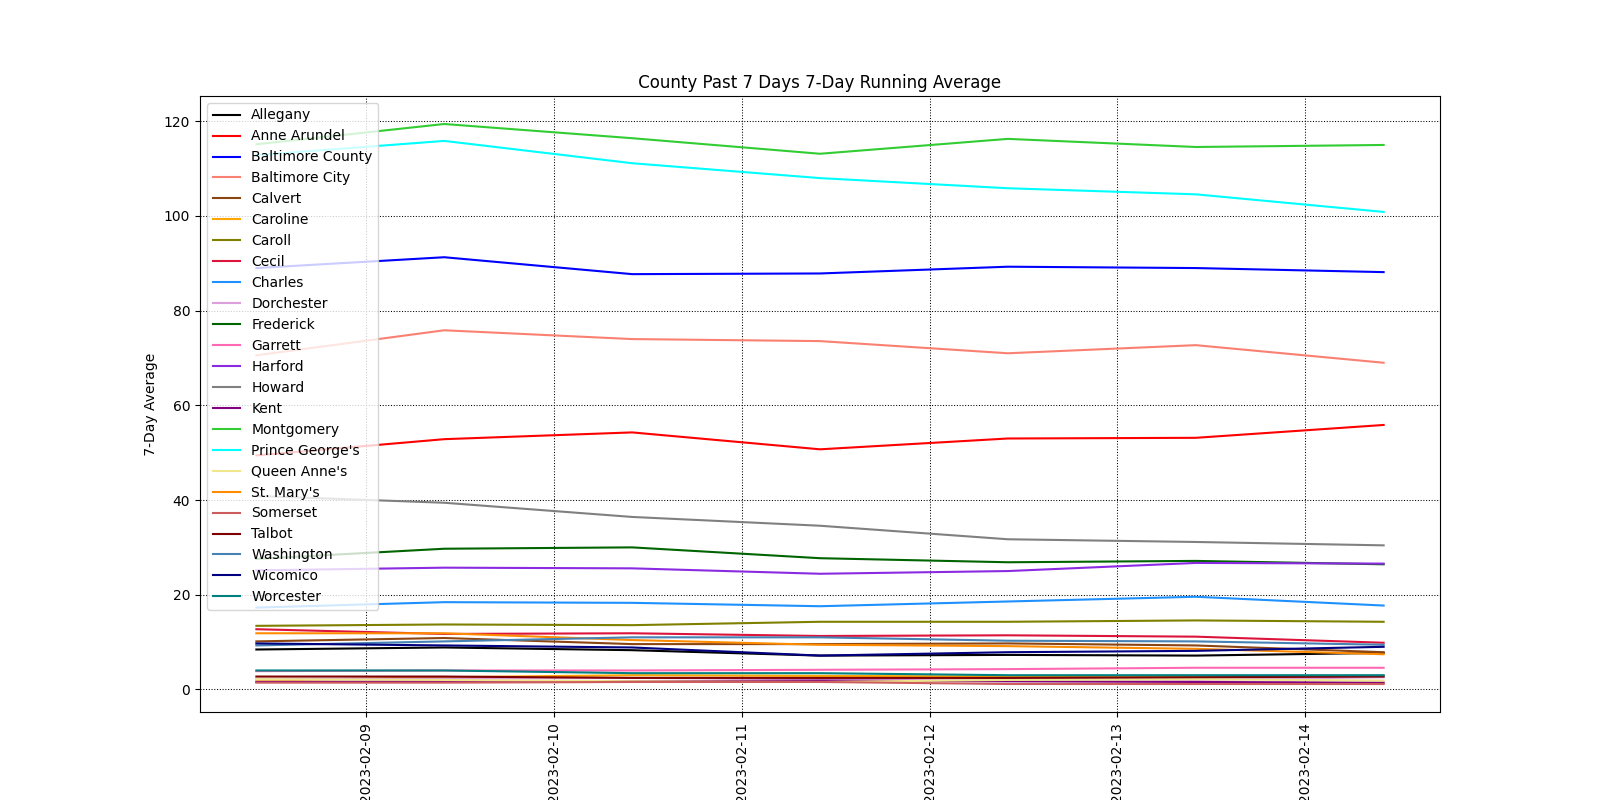 County Past 7 Days 7-Day Running Average
7-Day Average
120
100
80
60
40
20
0
Allegany
Anne Arundel
Baltimore County
Baltimore City
Calvert
Caroline
Caroll
Cecil
Charles
Dorchester
Frederick
Garrett
Harford
Howard
Kent
Montgomery
Prince George's
Queen Anne's
St. Mary's
Somerset
Talbot
Washington
Wicomico
Worcester
2023-02-09
2023-02-10
2023-02-11
2023-02-12
2023-02-13
2023-02-14